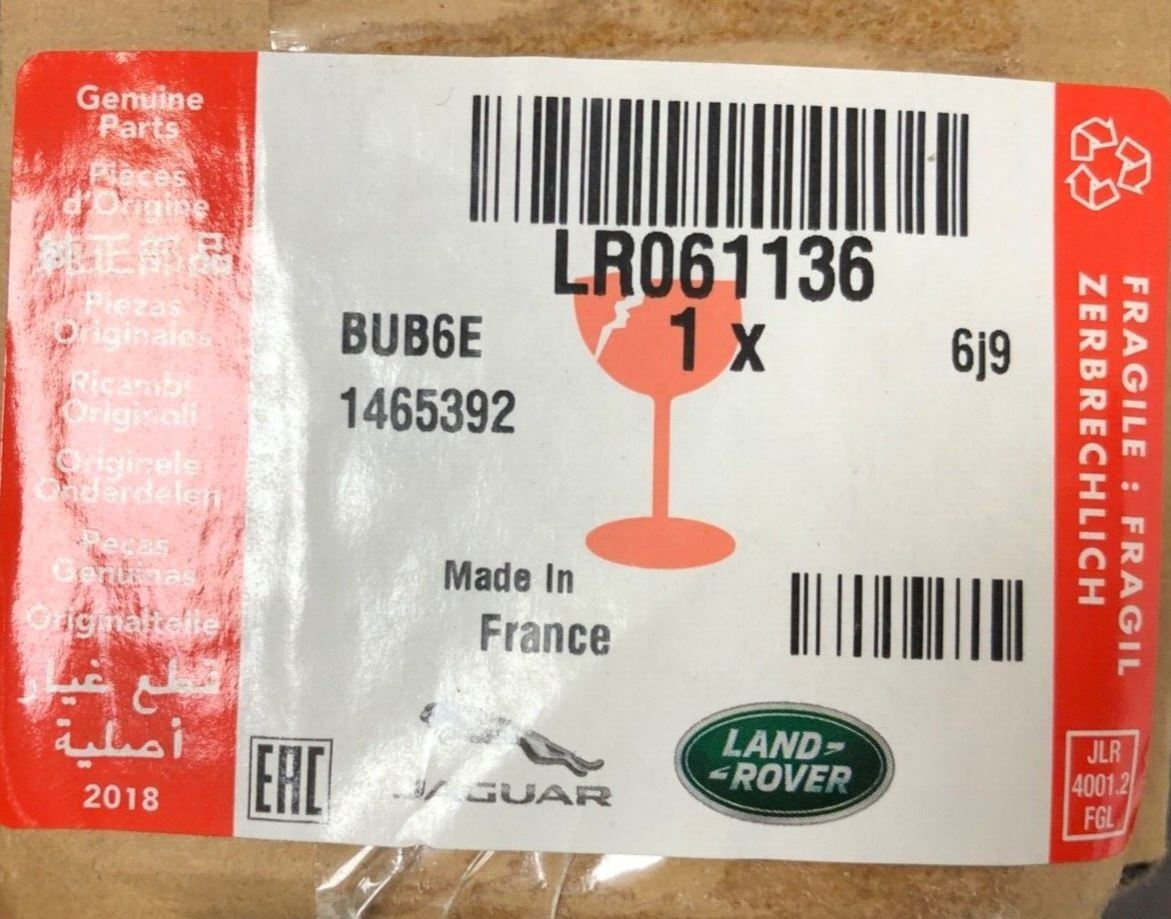 Genuine
Parts
Pièces
d'Origine
純正部品
Piezas
Originales
Ricambi
Originali
Originele
Onderdelen
Peças
Genuinas
Originalteile
قطع غيار
أصلية
2018
LR061136
1 x
BUB6E
6j9
1465392
Made In
France
EAC
JAGUAR
LAND-
-ROVER
FRAGILE : FRAGIL
ZERBRECHLICH
JLR
4001.2
FGL